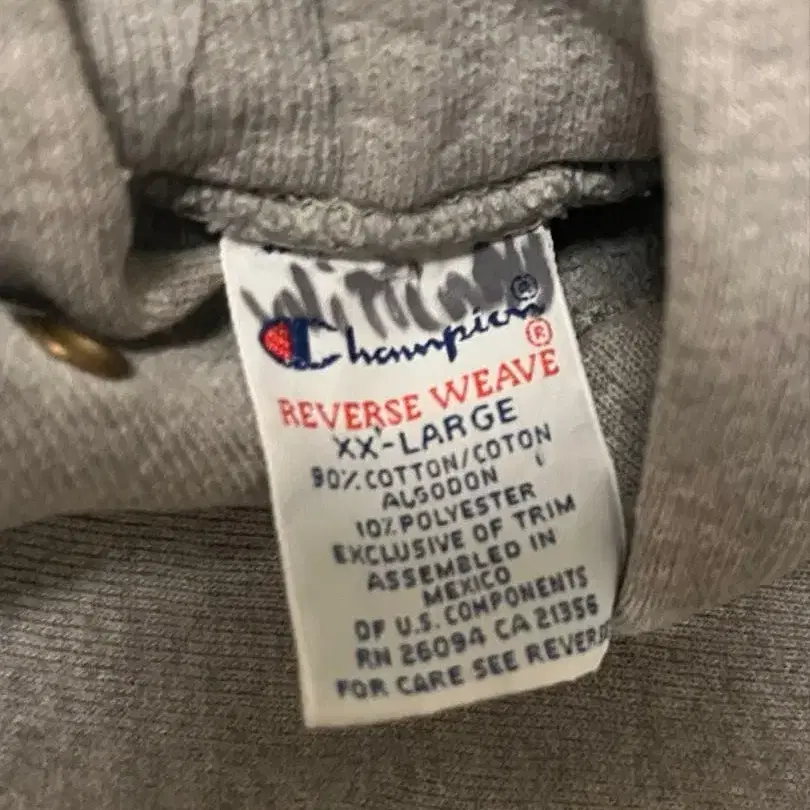 Champion®
REVERSE WEAVE®
XX-LARGE
90% COTTON/COTON
ALGODON
10% POLYESTER
EXCLUSIVE OF TRIM
ASSEMBLED IN
MEXICO
OF U.S. COMPONENTS
RN 26094 CA 21356
FOR CARE SEE REVERSE